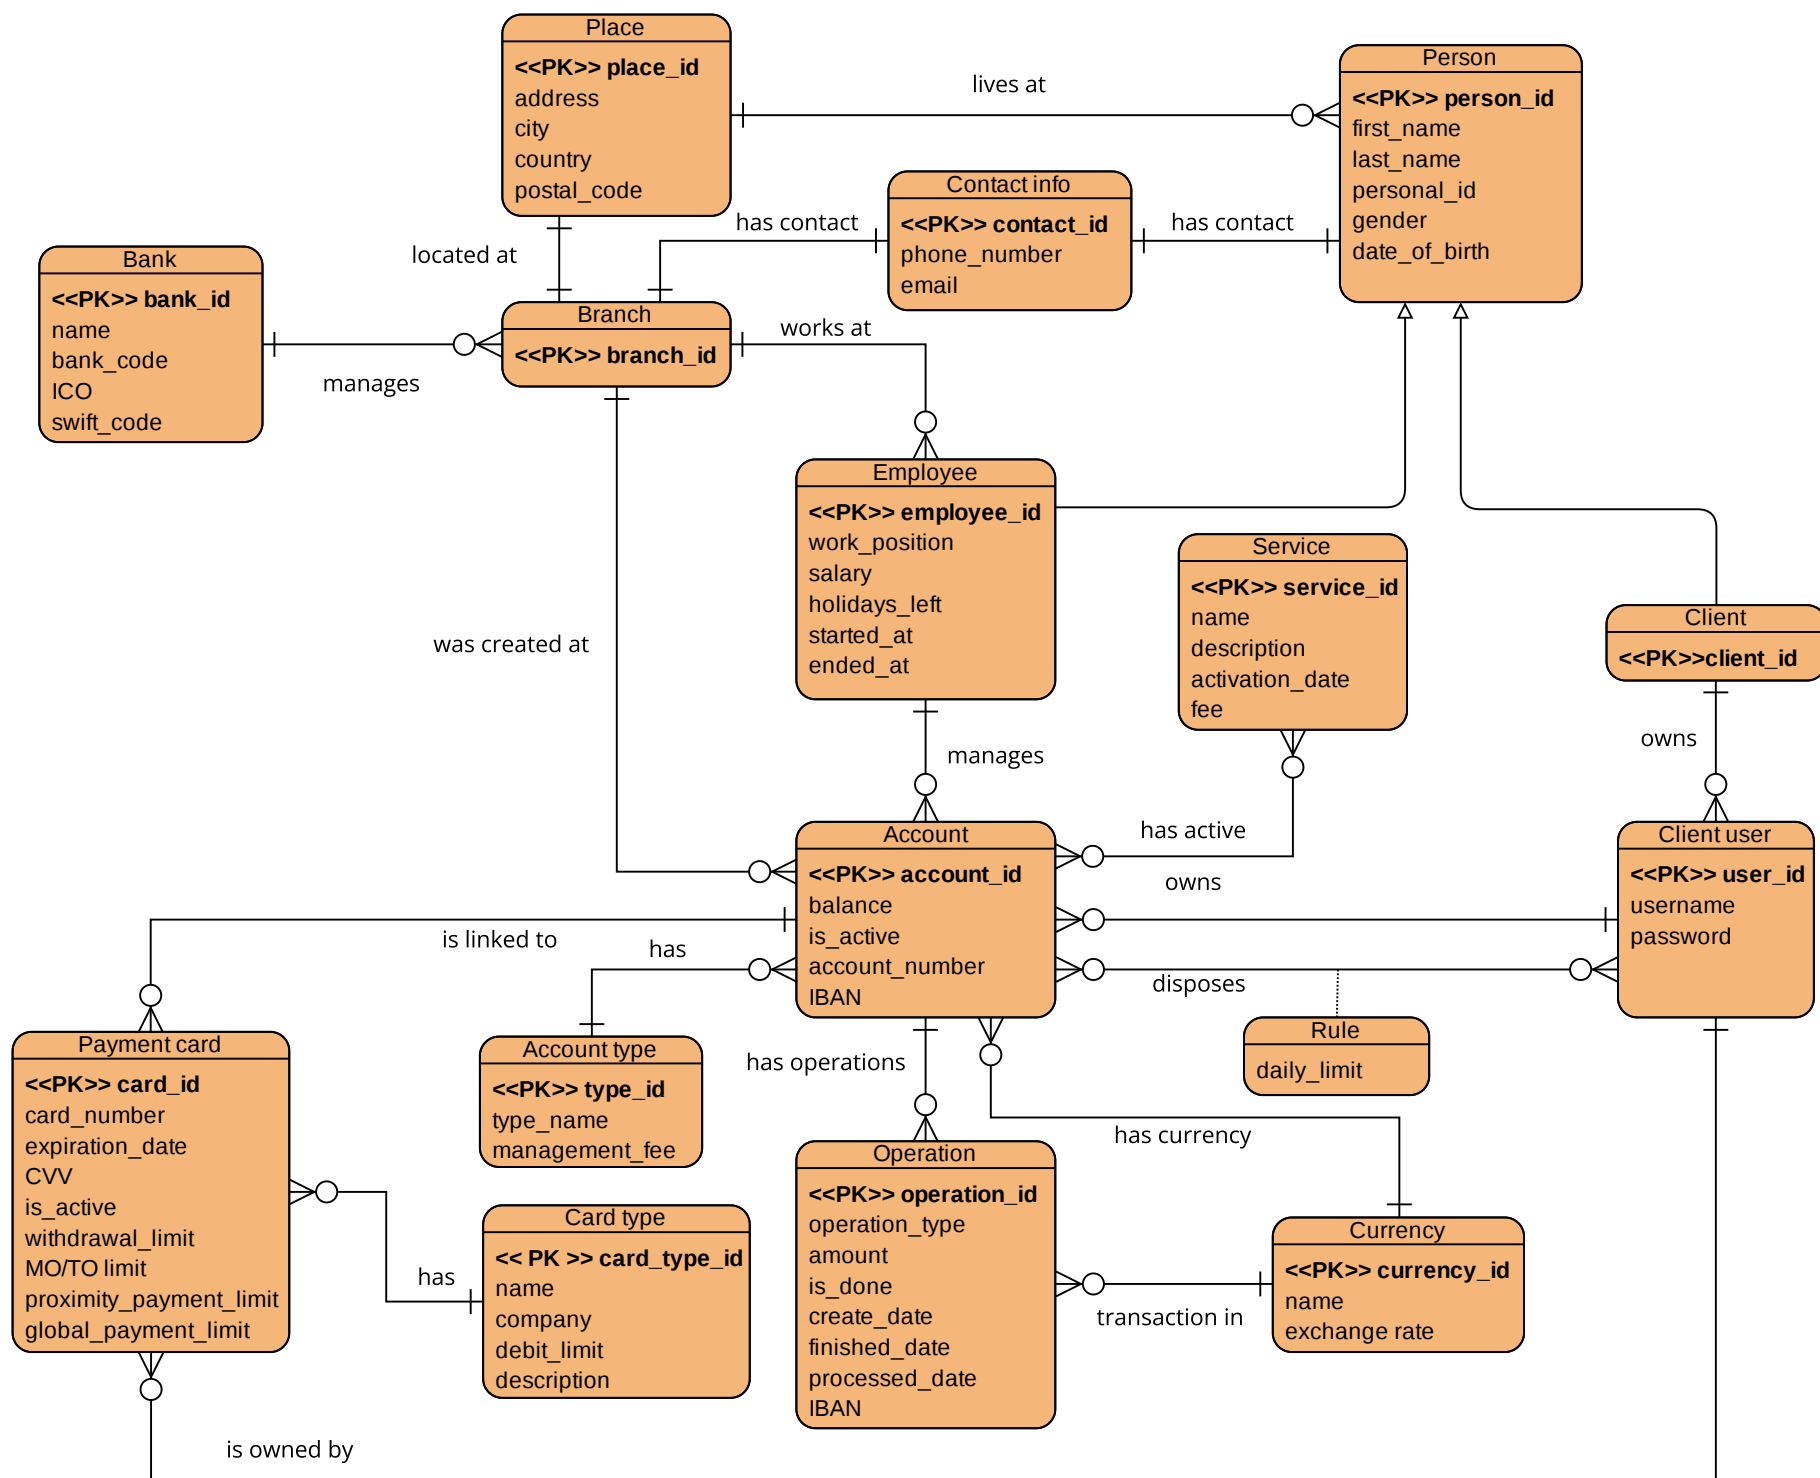 Place
<<PK>> place_id
address
city
country
postal_code
lives at
Person
<<PK>> person_id
first_name
last_name
personal_id
gender
date_of_birth
Contact info
<<PK>> contact_id
phone_number
email
has contact
has contact
located at
Bank
<<PK>> bank_id
name
bank_code
ICO
swift_code
manages
Branch
<<PK>> branch_id
works at
Employee
<<PK>> employee_id
work_position
salary
holidays_left
started_at
ended_at
Service
<<PK>> service_id
name
description
activation_date
fee
Client
<<PK>>client_id
was created at
manages
owns
has active
Account
<<PK>> account_id
balance
is_active
account_number
IBAN
owns
Client user
<<PK>> user_id
username
password
is linked to
has
disposes
Rule
daily_limit
Payment card
<<PK>> card_id
card_number
expiration_date
CVV
is_active
withdrawal_limit
MO/TO limit
proximity_payment_limit
global_payment_limit
Account type
<<PK>> type_id
type_name
management_fee
has operations
has currency
Operation
<<PK>> operation_id
operation_type
amount
is_done
create_date
finished_date
processed_date
IBAN
Card type
<< PK >> card_type_id
name
company
debit_limit
description
has
Currency
<<PK>> currency_id
name
exchange rate
transaction in
is owned by